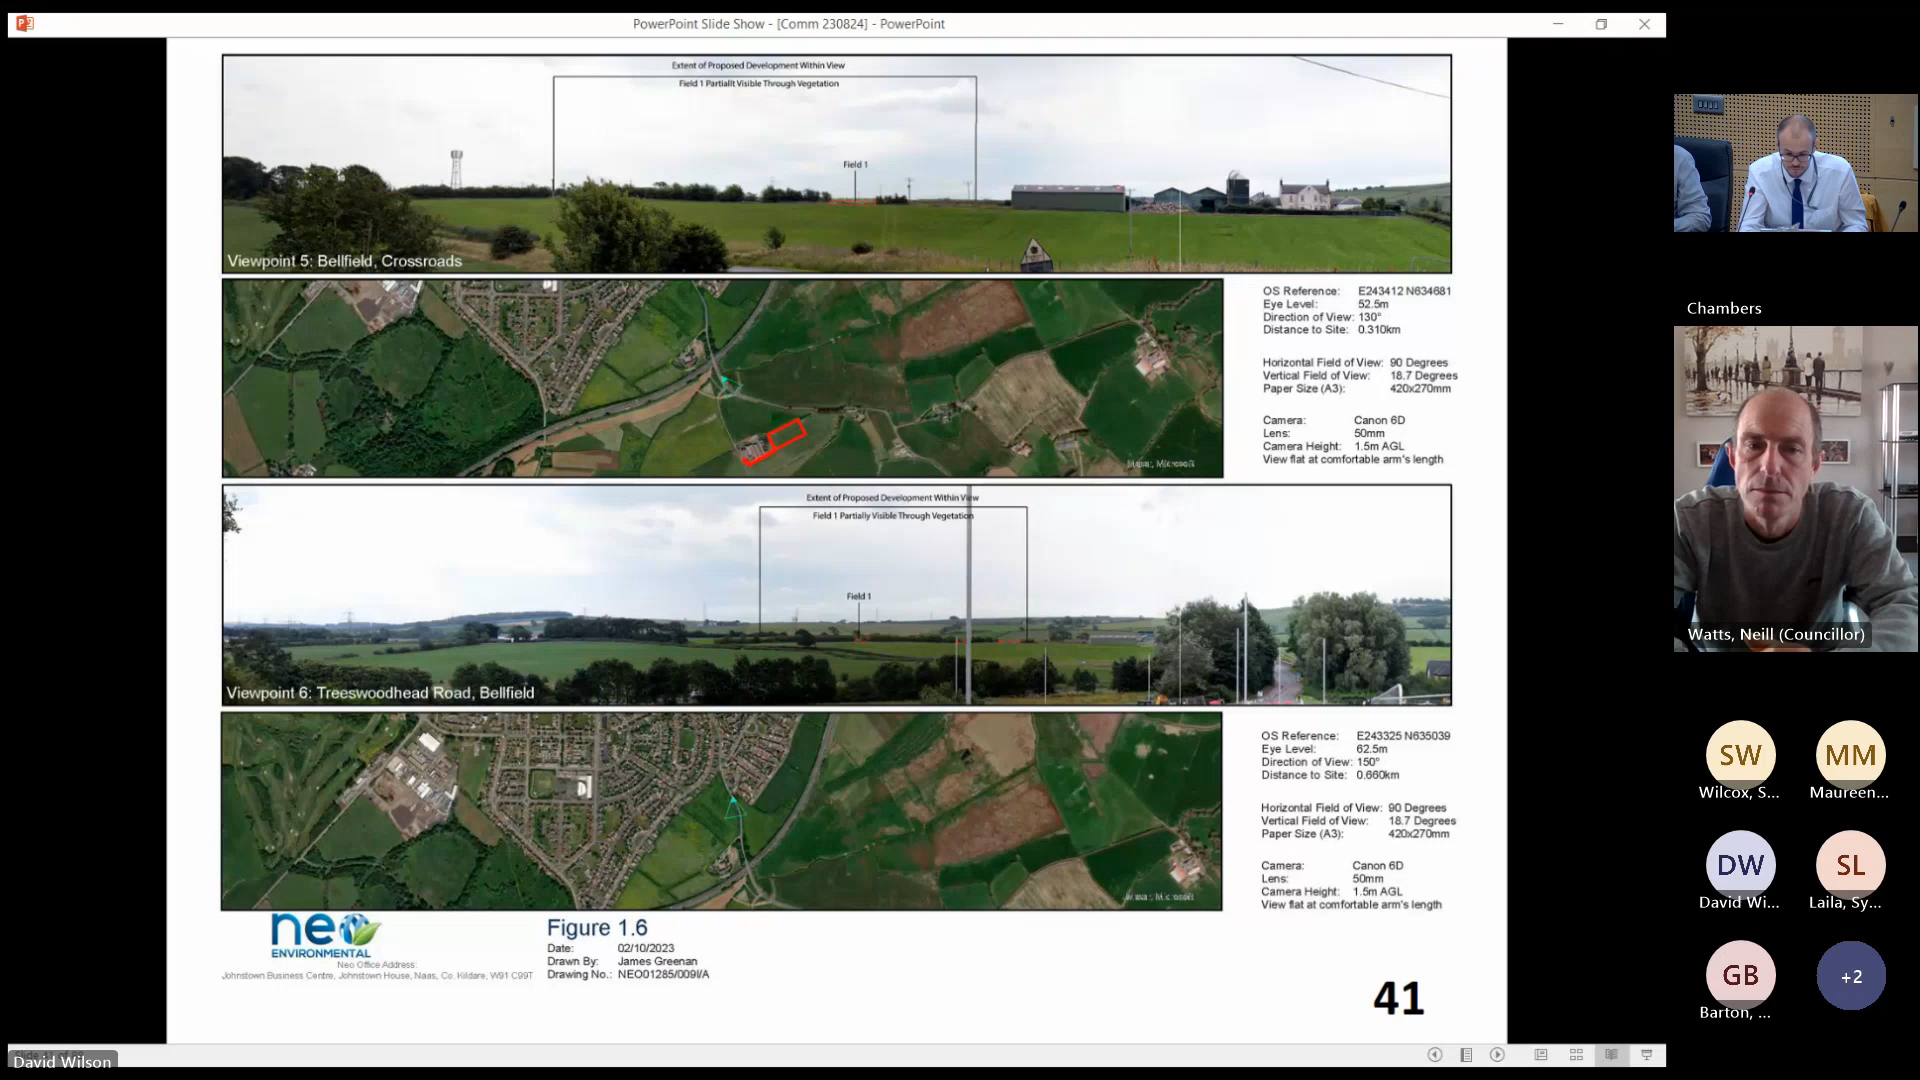 PowerPoint Slide Show - [Comm 230824] - PowerPoint
Extent of Proposed Development Within View
Field 1 Partiallt Visible Through Vegetation
Field 1
Viewpoint 5: Bellfield, Crossroads
OS Reference: E243412 N634681
Eye Level: 52.5m
Direction of View: 130°
Distance to Site: 0.310km
Horizontal Field of View: 90 Degrees
Vertical Field of View: 18.7 Degrees
Paper Size (A3): 420x270mm
Camera: Canon 6D
Lens: 50mm
Camera Height: 1.5m AGL
View flat at comfortable arm's length
Microsoft
Extent of Proposed Development Within View
Field 1 Partially Visible Through Vegetation
Field 1
Viewpoint 6: Treeswoodhead Road, Bellfield
OS Reference: E243325 N635039
Eye Level: 62.5m
Direction of View: 150°
Distance to Site: 0.660km
Horizontal Field of View: 90 Degrees
Vertical Field of View: 18.7 Degrees
Paper Size (A3): 420x270mm
Camera: Canon 6D
Lens: 50mm
Camera Height: 1.5m AGL
View flat at comfortable arm's length
Microsoft
neo
ENVIRONMENTAL
Neo Office Address:
Johnstown Business Centre, Johnstown House, Naas, Co. Kildare, W91 C99T
Figure 1.6
Date: 02/10/2023
Drawn By: James Greenan
Drawing No.: NEO01285/009I/A
41
David Wilson
Chambers
Watts, Neill (Councillor)
SW
Wilcox, S...
MM
Maureen...
DW
David Wi...
SL
Laila, Sy...
GB
Barton, ...
+2